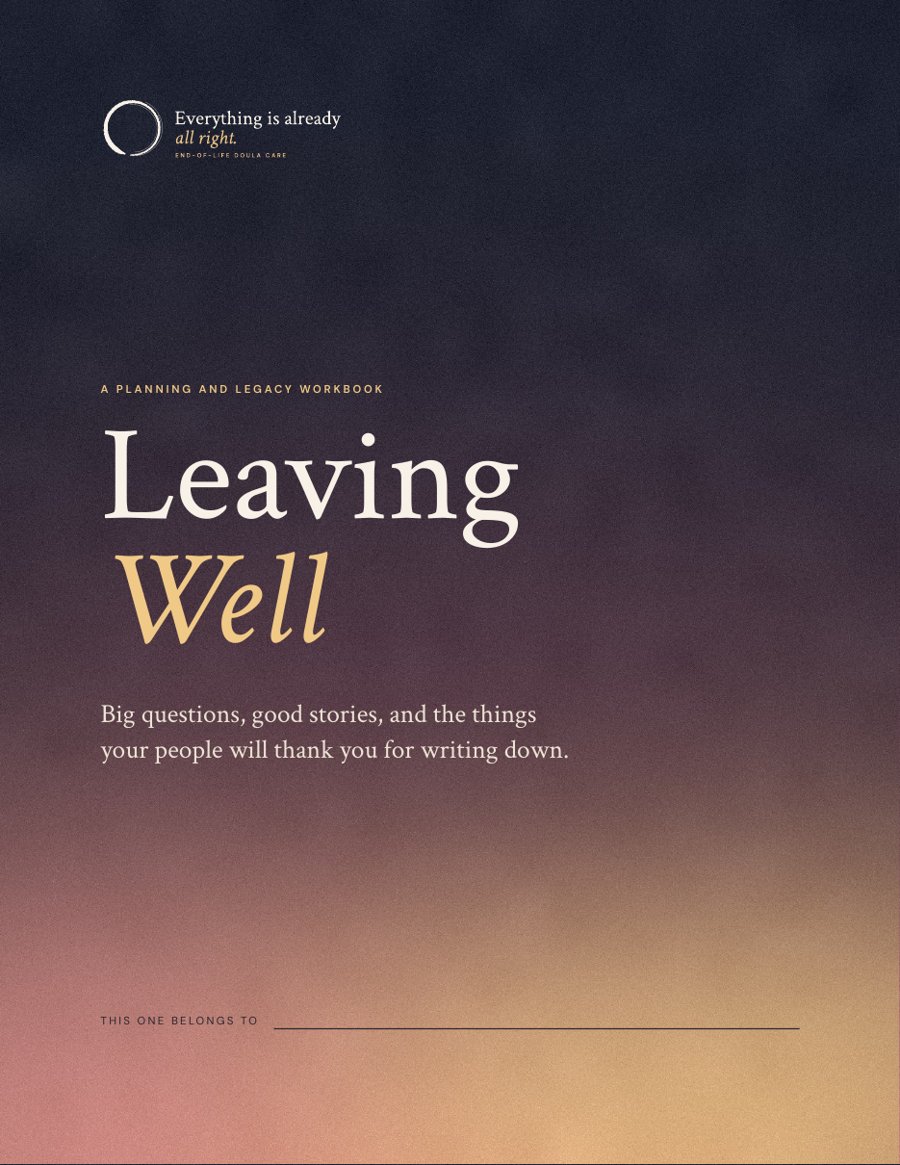 Everything is already
all right.
END-OF-LIFE DOULA CARE
A PLANNING AND LEGACY WORKBOOK
Leaving
Well
Big questions, good stories, and the things
your people will thank you for writing down.
THIS ONE BELONGS TO